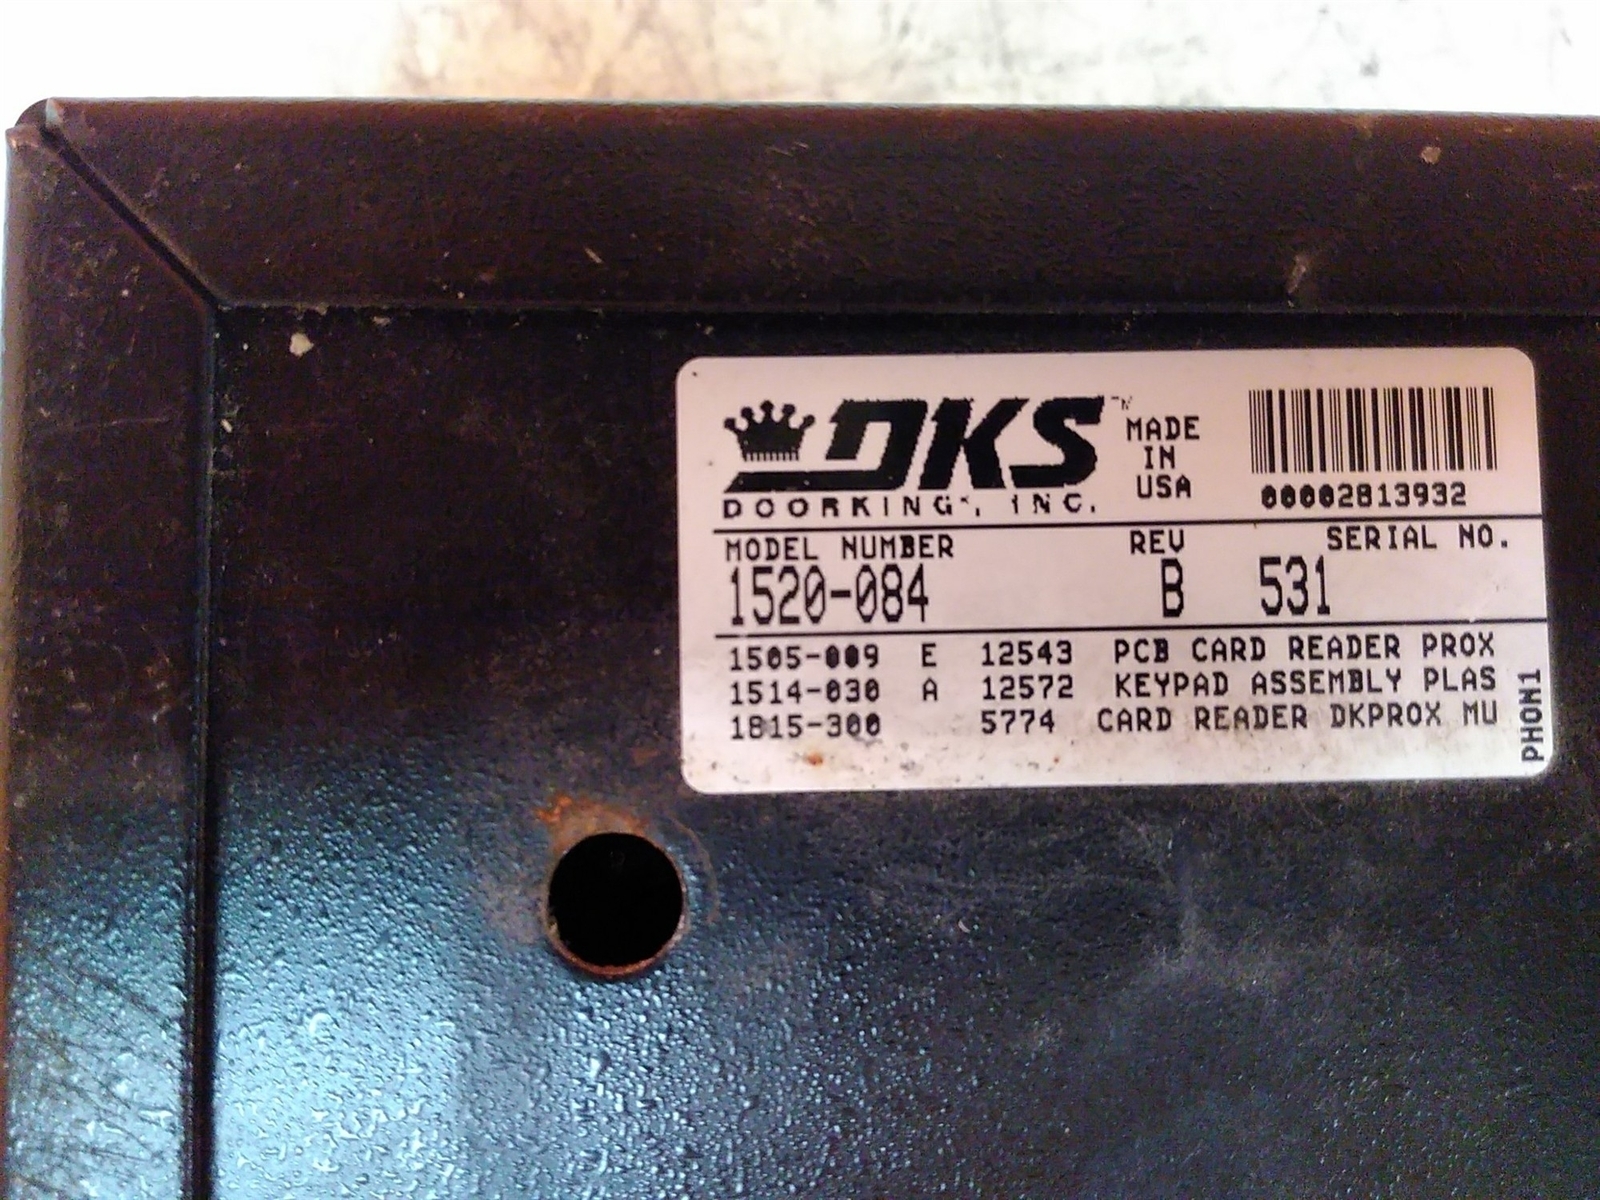 DKS™
DOORKING®, INC.
MADE
IN
USA
00002813932
MODEL NUMBER REV SERIAL NO.
1520-084 B 531
1505-009 E 12543 PCB CARD READER PROX
1514-030 A 12572 KEYPAD ASSEMBLY PLAS
1815-300 5774 CARD READER DKPROX MU
PHON1